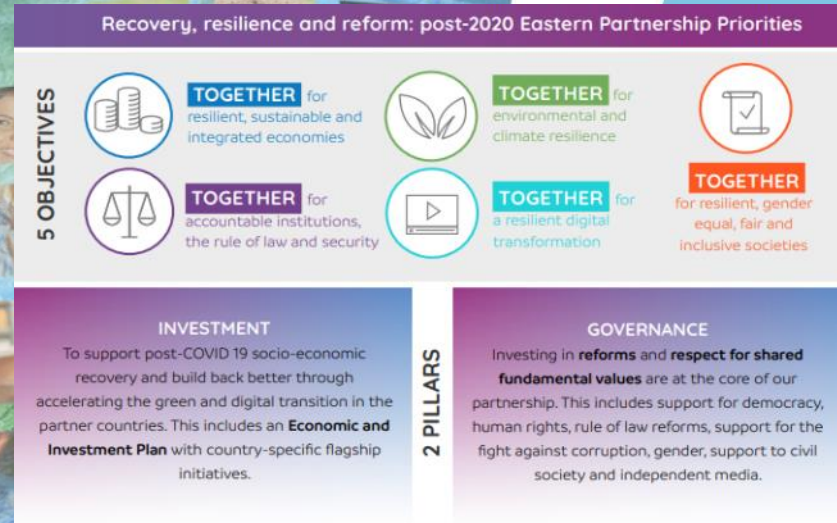 Recovery, resilience and reform: post-2020 Eastern Partnership Priorities
5 OBJECTIVES
TOGETHER for
resilient, sustainable and
integrated economies
TOGETHER for
environmental and
climate resilience
TOGETHER
for resilient, gender
equal, fair and
inclusive societies
TOGETHER for
accountable institutions,
the rule of law and security
TOGETHER for
a resilient digital
transformation
INVESTMENT
To support post-COVID 19 socio-economic
recovery and build back better through
accelerating the green and digital transition in the
partner countries. This includes an Economic and
Investment Plan with country-specific flagship
initiatives.
2 PILLARS
GOVERNANCE
Investing in reforms and respect for shared
fundamental values are at the core of our
partnership. This includes support for democracy,
human rights, rule of law reforms, support for the
fight against corruption, gender, support to civil
society and independent media.